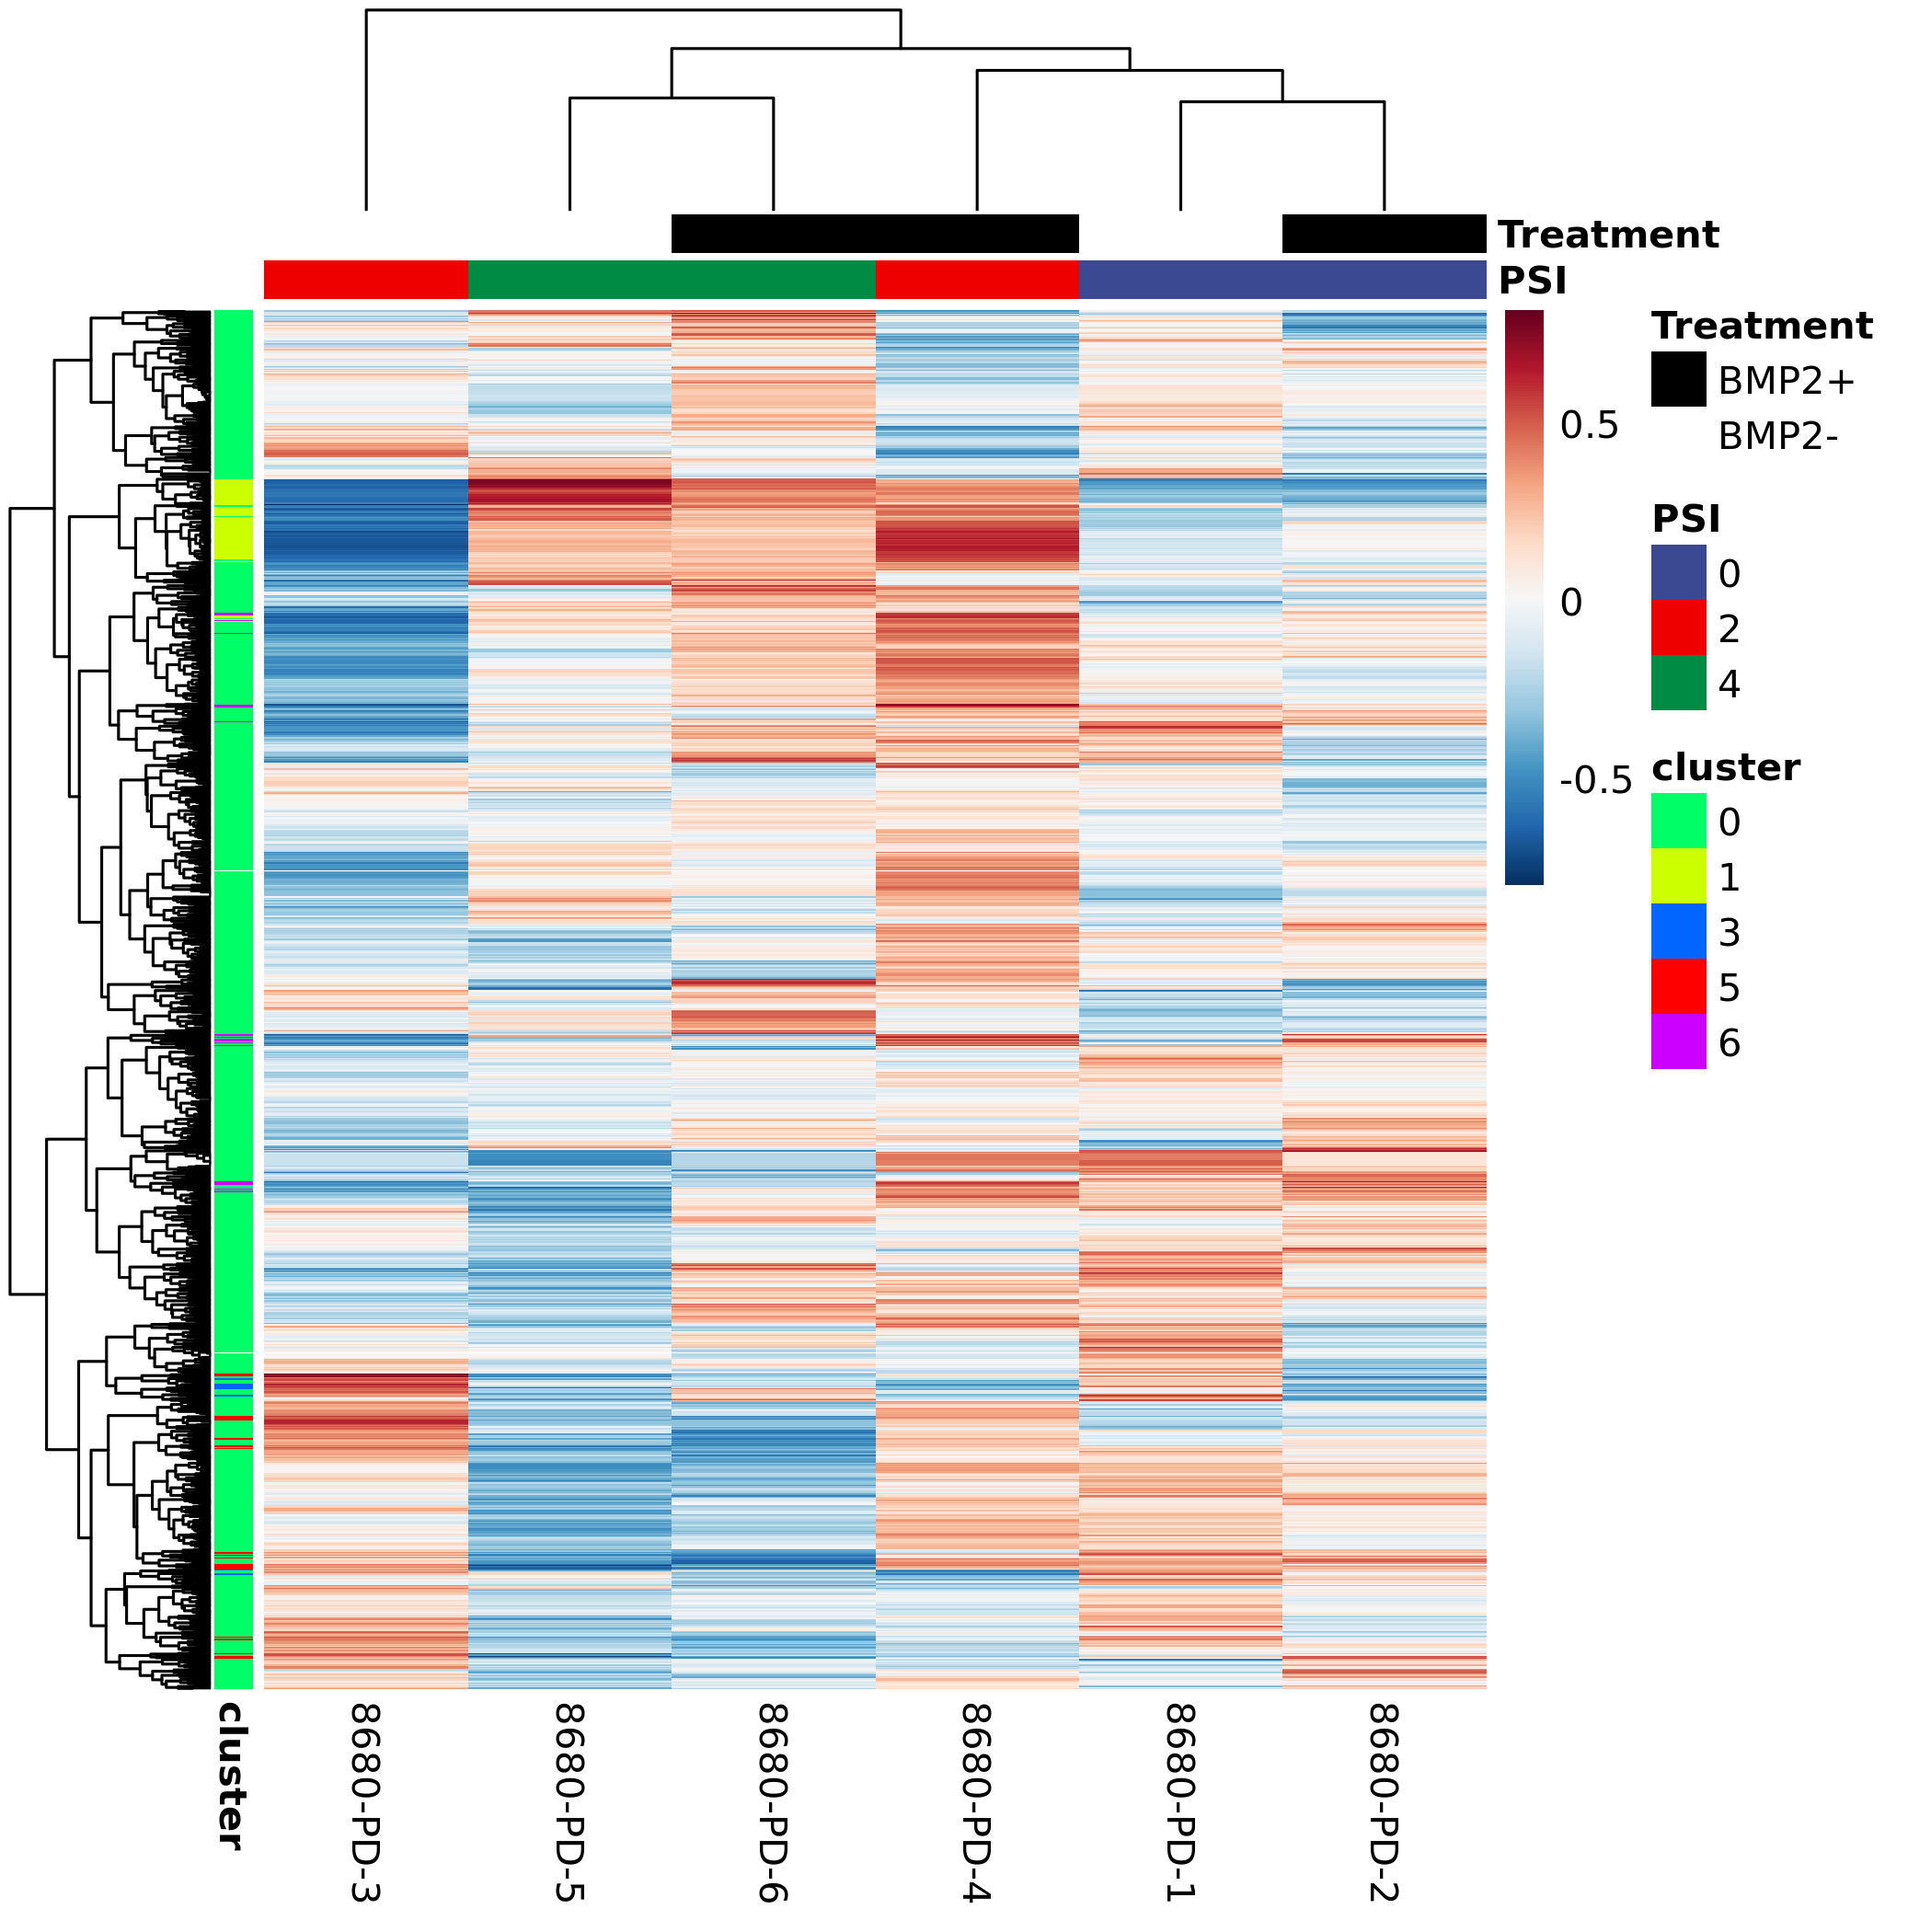 Treatment
PSI
0.5
0
-0.5
Treatment
BMP2+
BMP2-
PSI
0
2
4
cluster
0
1
3
5
6
cluster
8680-PD-3
8680-PD-5
8680-PD-6
8680-PD-4
8680-PD-1
8680-PD-2